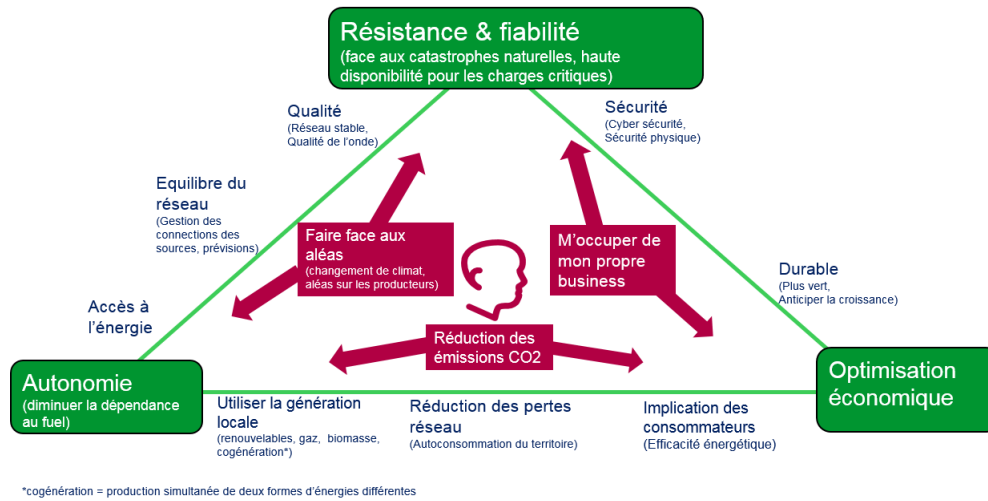 Résistance & fiabilité
(face aux catastrophes naturelles, haute
disponibilité pour les charges critiques)
Qualité
(Réseau stable,
Qualité de l'onde)
Sécurité
(Cyber sécurité,
Sécurité physique)
Equilibre du
réseau
(Gestion des
connections des
sources, prévisions)
Faire face aux
aléas
(changement de climat,
aléas sur les producteurs)
M'occuper de
mon propre
business
Durable
(Plus vert,
Anticiper la croissance)
Accès à
l'énergie
Réduction des
émissions CO2
Autonomie
(diminuer la dépendance
au fuel)
Optimisation
économique
Utiliser la génération
locale
(renouvelables, gaz, biomasse,
cogénération*)
Réduction des pertes
réseau
(Autoconsommation du territoire)
Implication des
consommateurs
(Efficacité énergétique)
*cogénération = production simultanée de deux formes d'énergies différentes